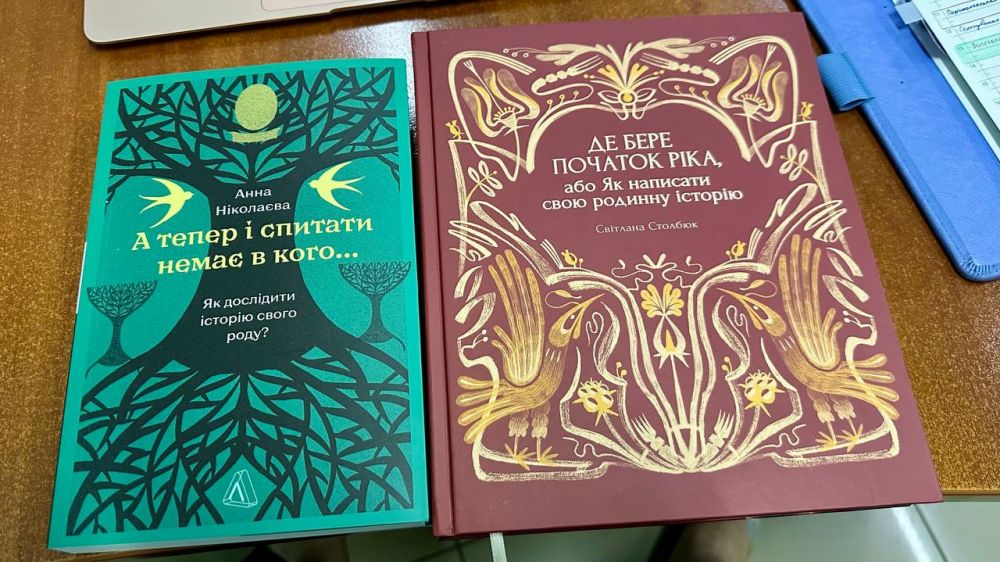 Анна
Ніколаєва
А тепер і спитати
немає в кого...
Як дослідити
історію свого
роду?
ДЕ БЕРЕ
ПОЧАТОК РІКА,
або Як написати
свою родинну історію
Світлана Столбюк